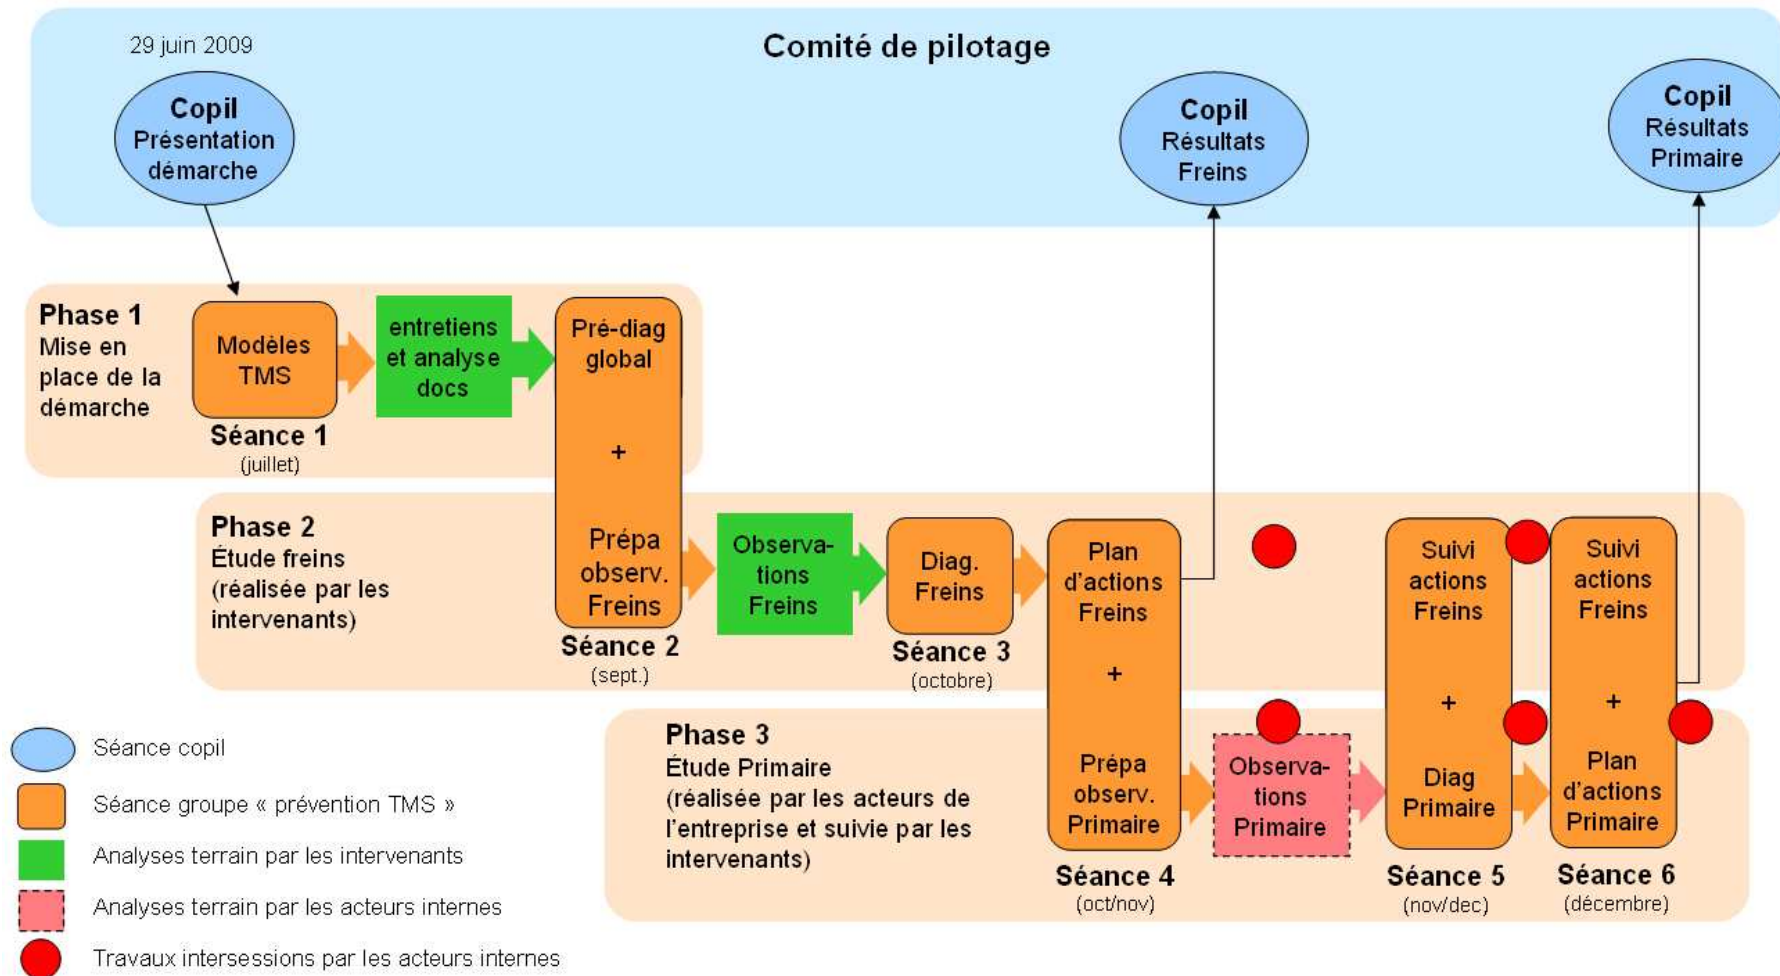 29 juin 2009
Comité de pilotage
Copil
Présentation
démarche
Copil
Résultats
Freins
Copil
Résultats
Primaire
Phase 1
Mise en
place de la
démarche
Modèles
TMS
Séance 1
(juillet)
entretiens
et analyse
docs
Pré-diag
global
+
Prépa
observ.
Freins
Séance 2
(sept.)
Phase 2
Étude freins
(réalisée par les
intervenants)
Observa-
tions
Freins
Diag.
Freins
Séance 3
(octobre)
Plan
d'actions
Freins
+
Prépa
observ.
Primaire
Séance 4
(oct/nov)
Suivi
actions
Freins
+
Diag
Primaire
Séance 5
(nov/dec)
Suivi
actions
Freins
+
Plan
d'actions
Primaire
Séance 6
(décembre)
Phase 3
Étude Primaire
(réalisée par les acteurs de
l'entreprise et suivie par les
intervenants)
Observa-
tions
Primaire
Séance copil
Séance groupe « prévention TMS »
Analyses terrain par les intervenants
Analyses terrain par les acteurs internes
Travaux intersessions par les acteurs internes